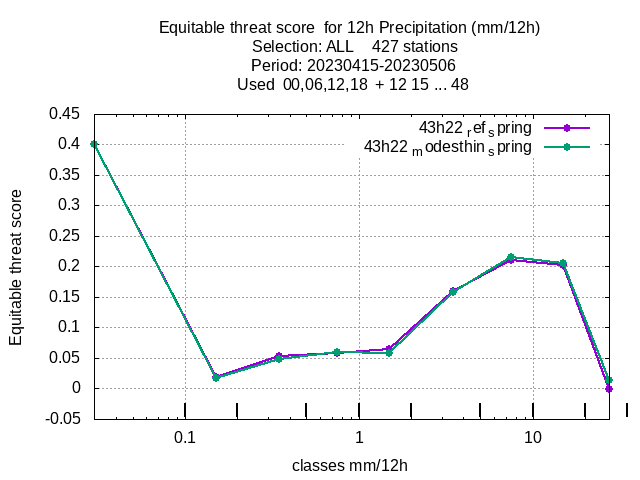 Equitable threat score  for 12h Precipitation (mm/12h)
Selection: ALL    427 stations
Period: 20230415-20230506
Used  00,06,12,18  + 12 15 ... 48
43h22 ref spring
43h22 modesthin spring
Equitable threat score
0.45
0.4
0.35
0.3
0.25
0.2
0.15
0.1
0.05
0
-0.05
0.1 1 10
classes mm/12h